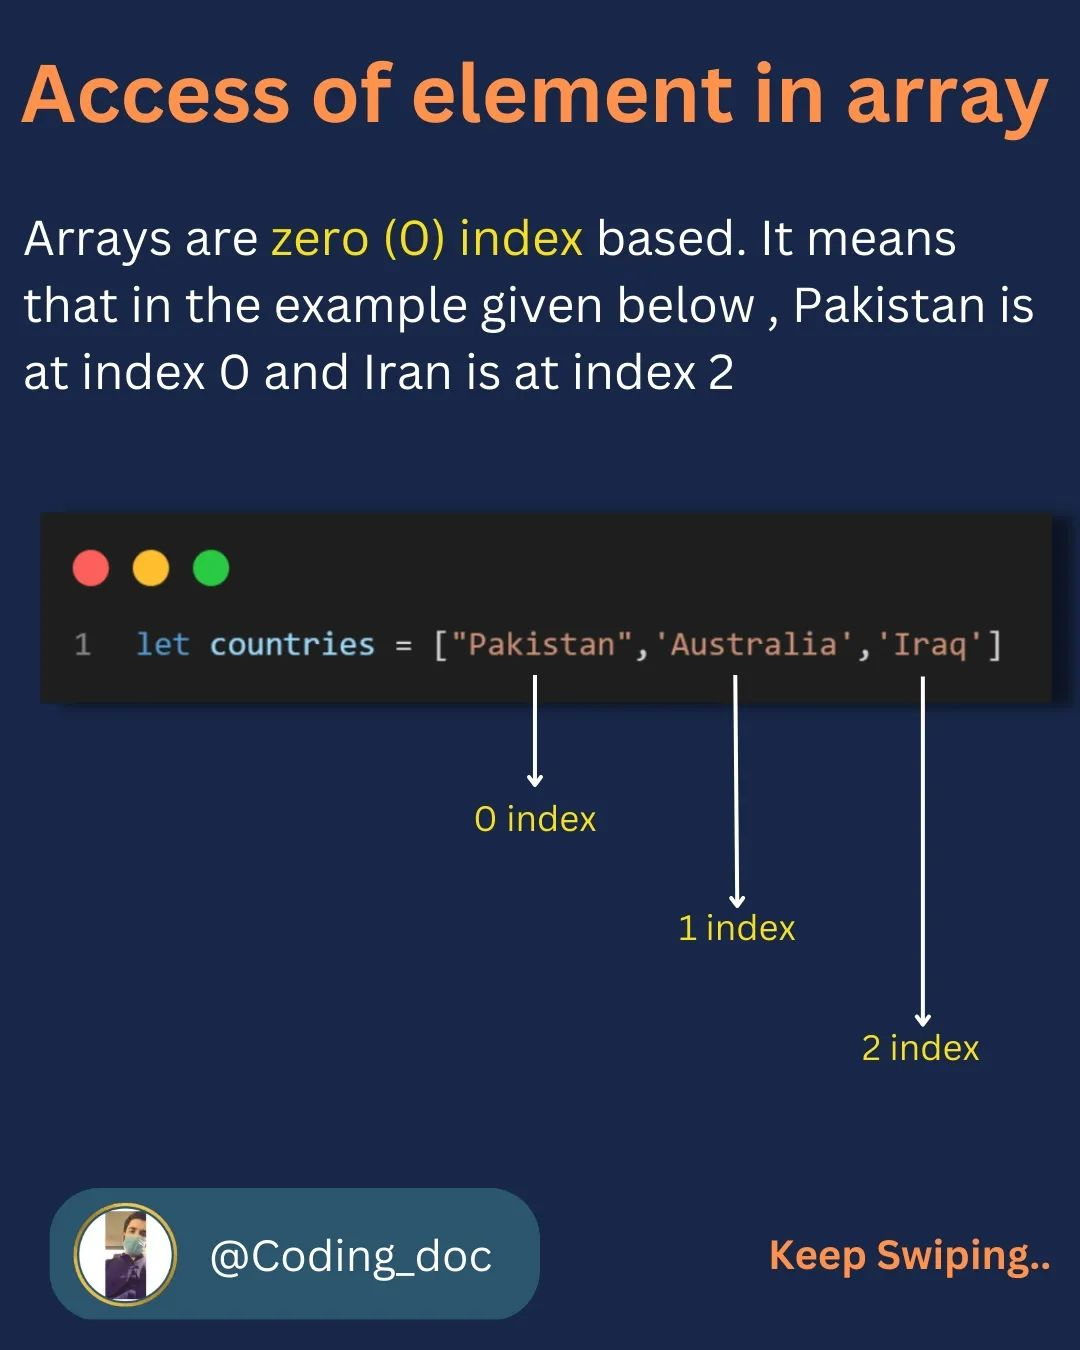 Access of element in array
Arrays are zero (0) index based. It means
that in the example given below , Pakistan is
at index 0 and Iran is at index 2
1 let countries = ["Pakistan",'Australia','Iraq']
0 index
1 index
2 index
@Coding_doc
Keep Swiping..